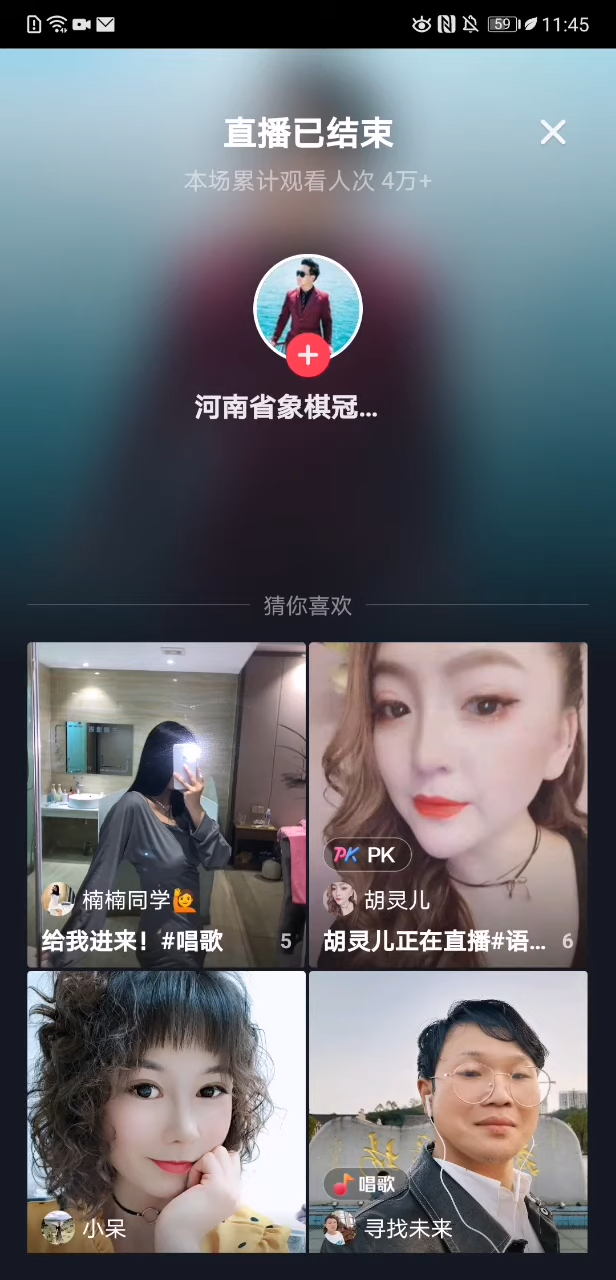 59 11:45
直播已结束
本场累计观看人次 4万+
河南省象棋冠...
猜你喜欢
楠楠同学🙋
给我进来！#唱歌 5
PK PK
胡灵儿
胡灵儿正在直播#语... 6
小呆
唱歌
寻找未来